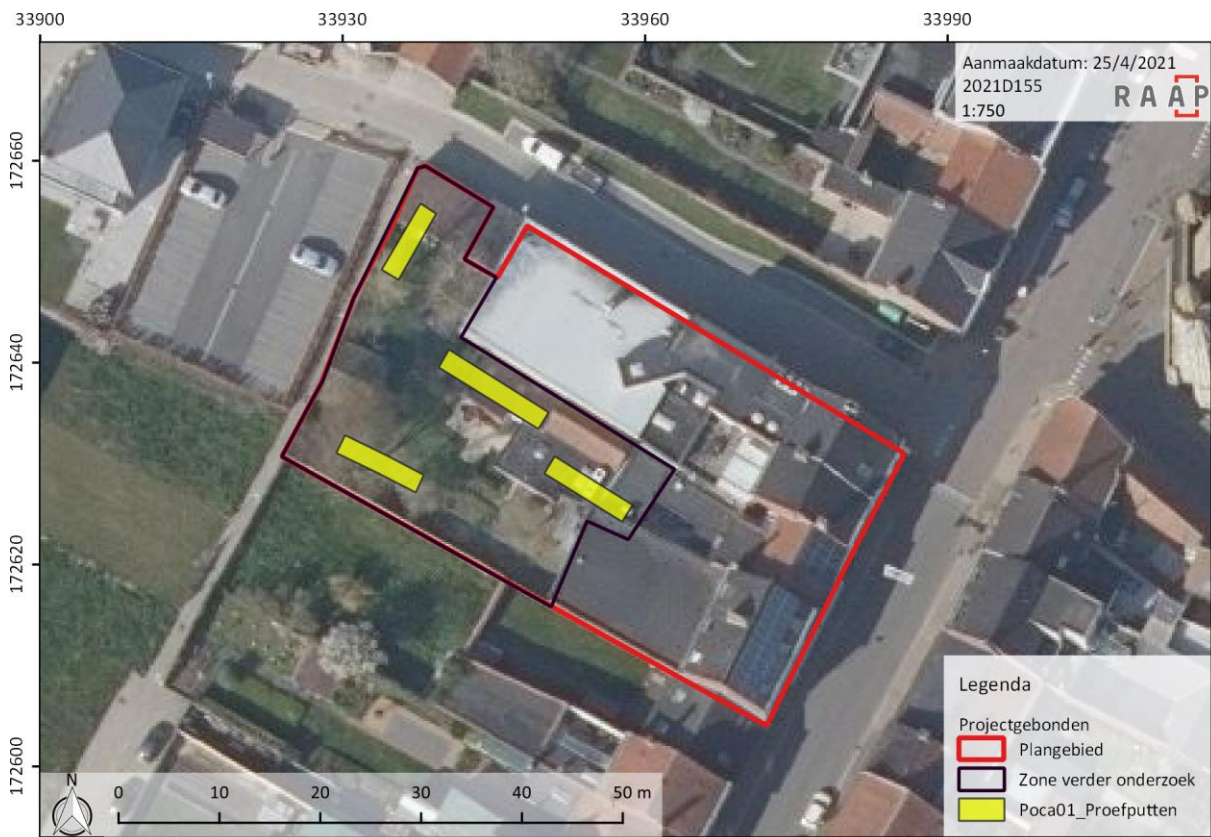 33900 33930 33960 33990
Aanmaakdatum: 25/4/2021
2021D155
1:750
RAAP
172660
172640
172620
172600
Legenda
Projectgebonden
Plangebied
Zone verder onderzoek
Poca01_Proefputten
N
0 10 20 30 40 50 m